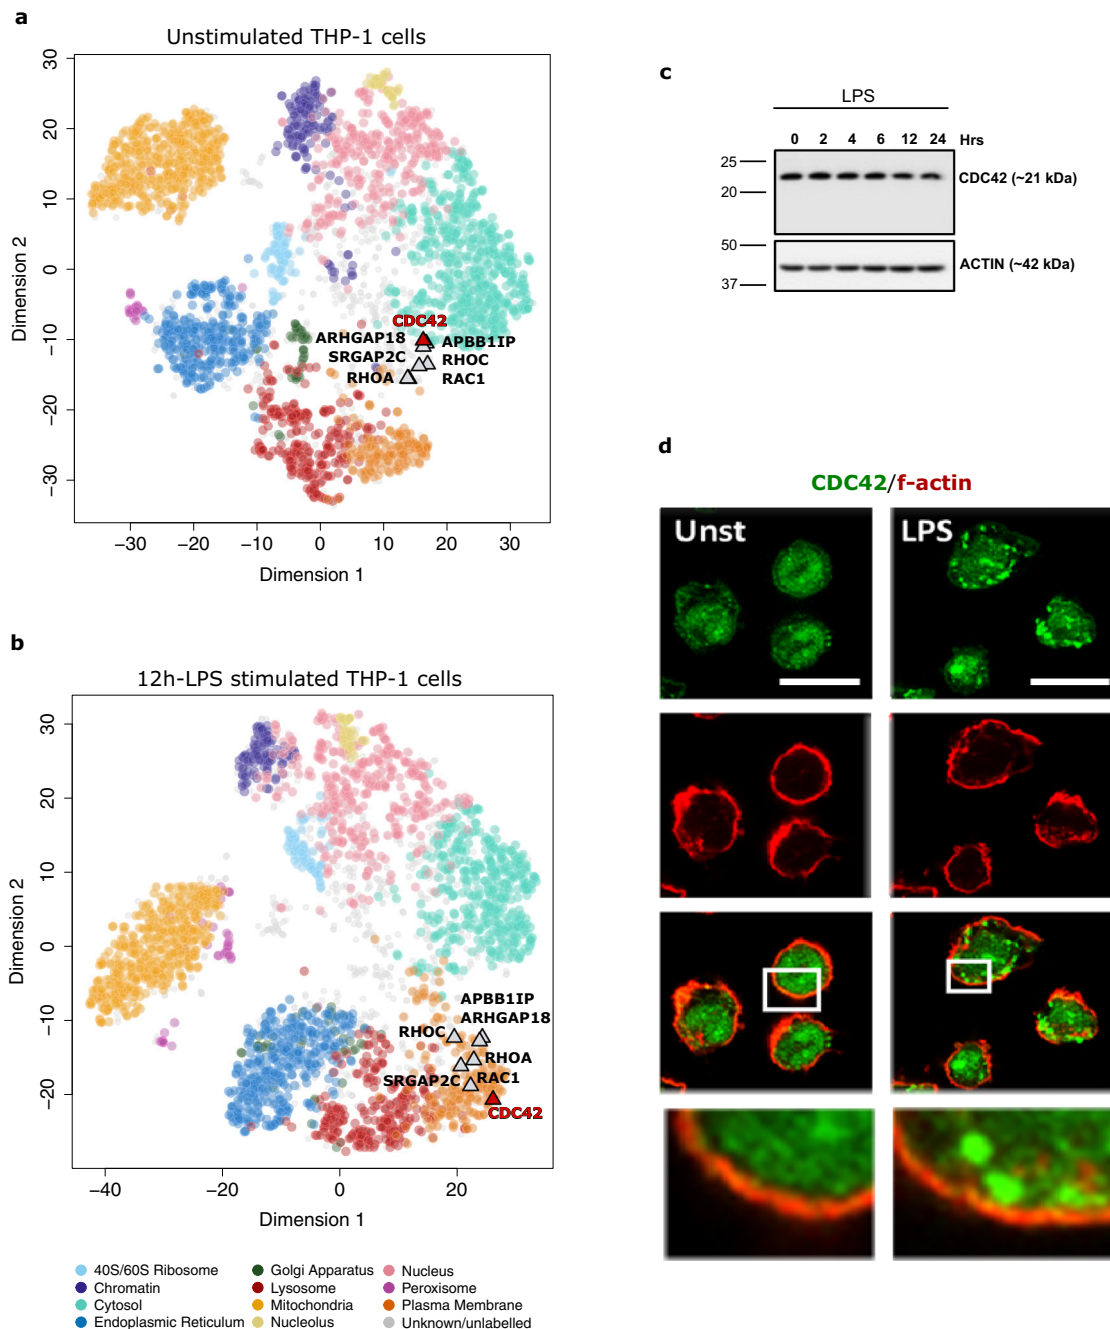 a
Unstimulated THP-1 cells
30
20
10
0
−10
−20
−30
Dimension 2
CDC42
ARHGAP18
APBB1IP
SRGAP2C
RHOC
RHOA
RAC1
−30 −20 −10 0 10 20 30
Dimension 1
b
12h-LPS stimulated THP-1 cells
30
20
10
0
−10
−20
Dimension 2
APBB1IP
ARHGAP18
RHOC
RHOA
SRGAP2C
RAC1
CDC42
−40 −20 0 20
Dimension 1
40S/60S Ribosome
Chromatin
Cytosol
Endoplasmic Reticulum
Golgi Apparatus
Lysosome
Mitochondria
Nucleolus
Nucleus
Peroxisome
Plasma Membrane
Unknown/unlabelled
c
LPS
0 2 4 6 12 24 Hrs
25
20
CDC42 (~21 kDa)
50
37
ACTIN (~42 kDa)
d
CDC42/f-actin
Unst
LPS